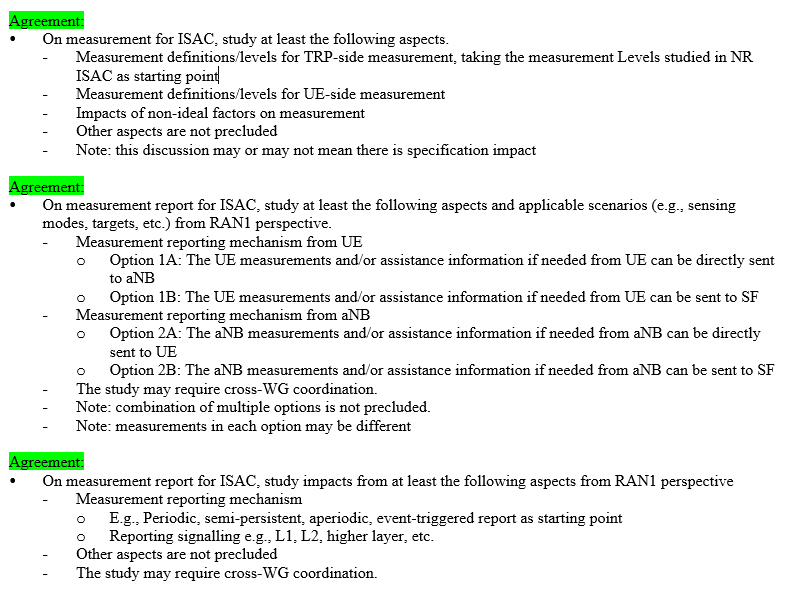 Agreement:
• On measurement for ISAC, study at least the following aspects.
- Measurement definitions/levels for TRP-side measurement, taking the measurement Levels studied in NR
ISAC as starting point
- Measurement definitions/levels for UE-side measurement
- Impacts of non-ideal factors on measurement
- Other aspects are not precluded
- Note: this discussion may or may not mean there is specification impact
Agreement:
• On measurement report for ISAC, study at least the following aspects and applicable scenarios (e.g., sensing
modes, targets, etc.) from RAN1 perspective.
- Measurement reporting mechanism from UE
o Option 1A: The UE measurements and/or assistance information if needed from UE can be directly sent
to aNB
o Option 1B: The UE measurements and/or assistance information if needed from UE can be sent to SF
- Measurement reporting mechanism from aNB
o Option 2A: The aNB measurements and/or assistance information if needed from aNB can be directly
sent to UE
o Option 2B: The aNB measurements and/or assistance information if needed from aNB can be sent to SF
- The study may require cross-WG coordination.
- Note: combination of multiple options is not precluded.
- Note: measurements in each option may be different
Agreement:
• On measurement report for ISAC, study impacts from at least the following aspects from RAN1 perspective
- Measurement reporting mechanism
o E.g., Periodic, semi-persistent, aperiodic, event-triggered report as starting point
o Reporting signalling e.g., L1, L2, higher layer, etc.
- Other aspects are not precluded
- The study may require cross-WG coordination.